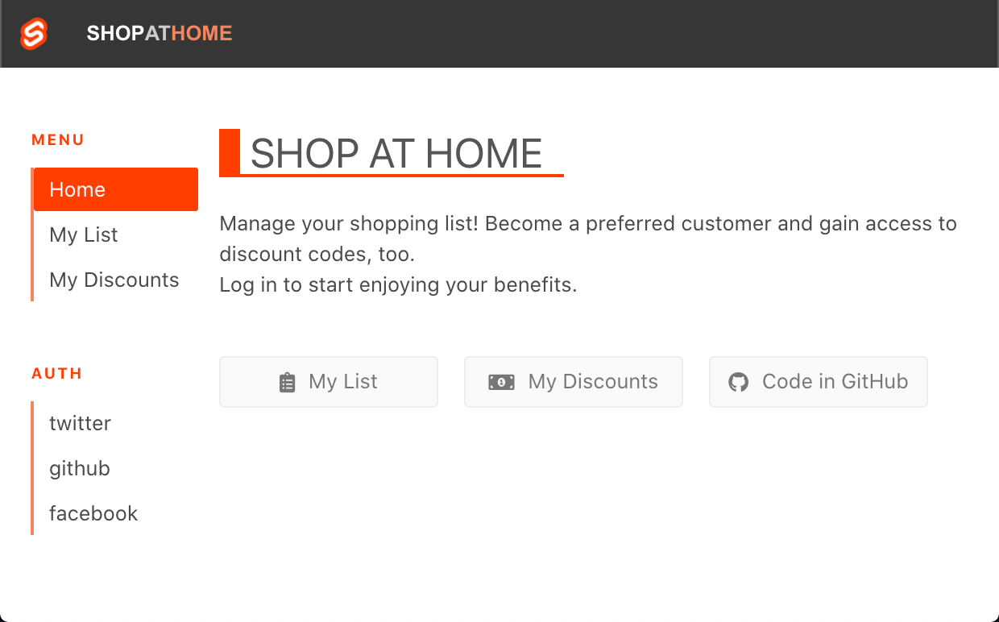 SHOPATHOME
MENU
Home
My List
My Discounts
AUTH
twitter
github
facebook
SHOP AT HOME
Manage your shopping list! Become a preferred customer and gain access to
discount codes, too.
Log in to start enjoying your benefits.
My List
My Discounts
Code in GitHub